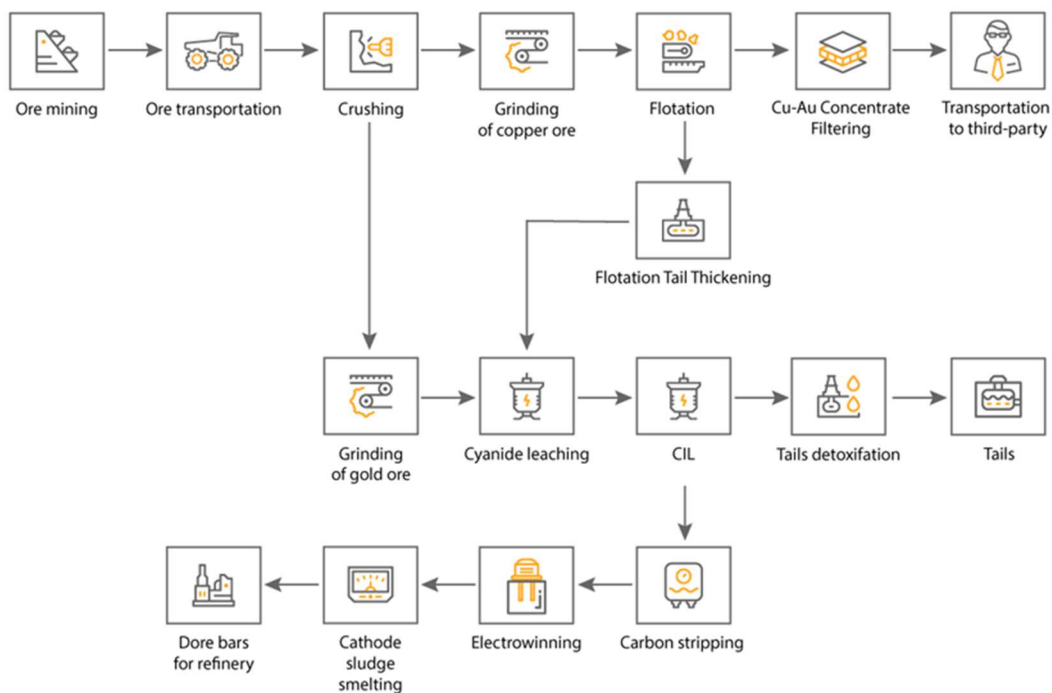 Ore mining
Ore transportation
Crushing
Grinding
of copper ore
Flotation
Cu-Au Concentrate
Filtering
Transportation
to third-party
Flotation Tail Thickening
Grinding
of gold ore
Cyanide leaching
CIL
Tails detoxifation
Tails
Dore bars
for refinery
Cathode
sludge
smelting
Electrowinning
Carbon stripping